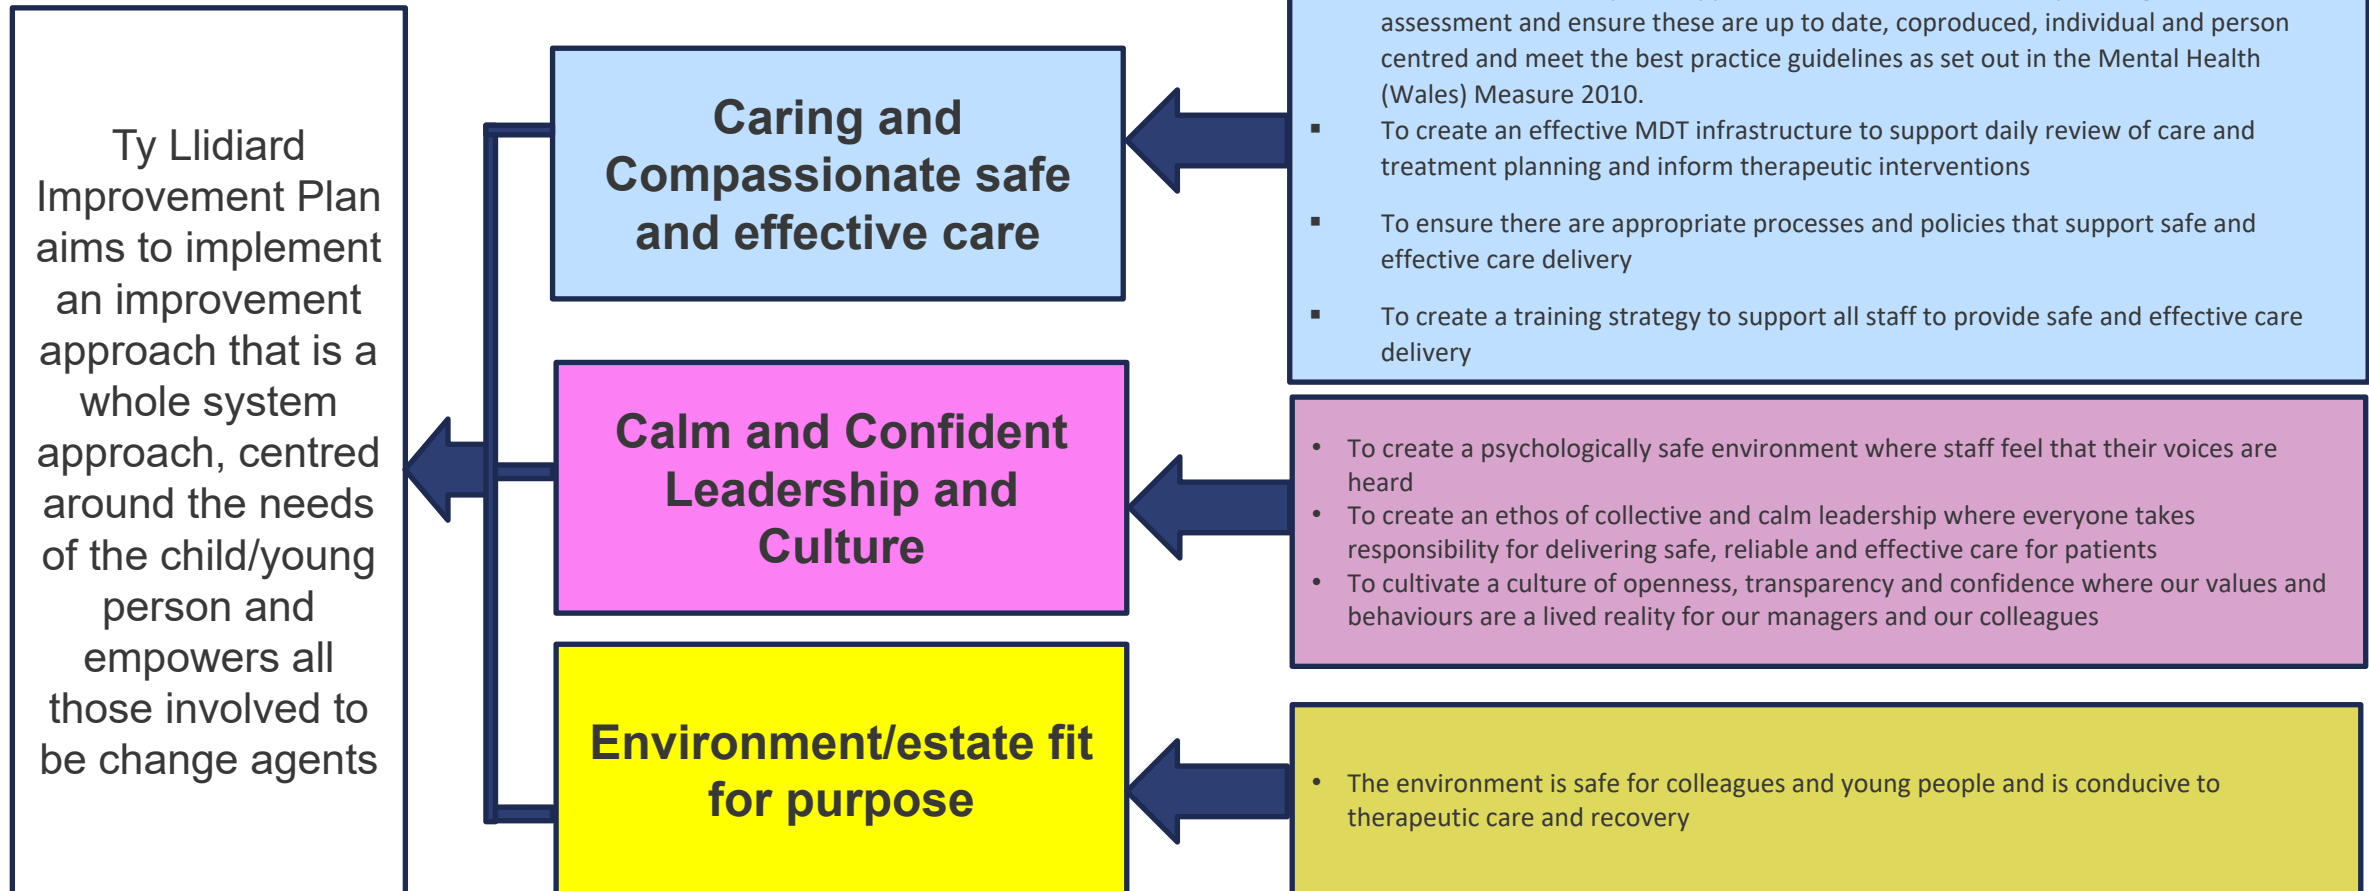 Ty Llidiard
Improvement Plan
aims to implement
an improvement
approach that is a
whole system
approach, centred
around the needs
of the child/young
person and
empowers all
those involved to
be change agents
Caring and
Compassionate safe
and effective care
assessment and ensure these are up to date, coproduced, individual and person
centred and meet the best practice guidelines as set out in the Mental Health
(Wales) Measure 2010.
▪ To create an effective MDT infrastructure to support daily review of care and
treatment planning and inform therapeutic interventions
▪ To ensure there are appropriate processes and policies that support safe and
effective care delivery
▪ To create a training strategy to support all staff to provide safe and effective care
delivery
Calm and Confident
Leadership and
Culture
• To create a psychologically safe environment where staff feel that their voices are
heard
• To create an ethos of collective and calm leadership where everyone takes
responsibility for delivering safe, reliable and effective care for patients
• To cultivate a culture of openness, transparency and confidence where our values and
behaviours are a lived reality for our managers and our colleagues
Environment/estate fit
for purpose
• The environment is safe for colleagues and young people and is conducive to
therapeutic care and recovery